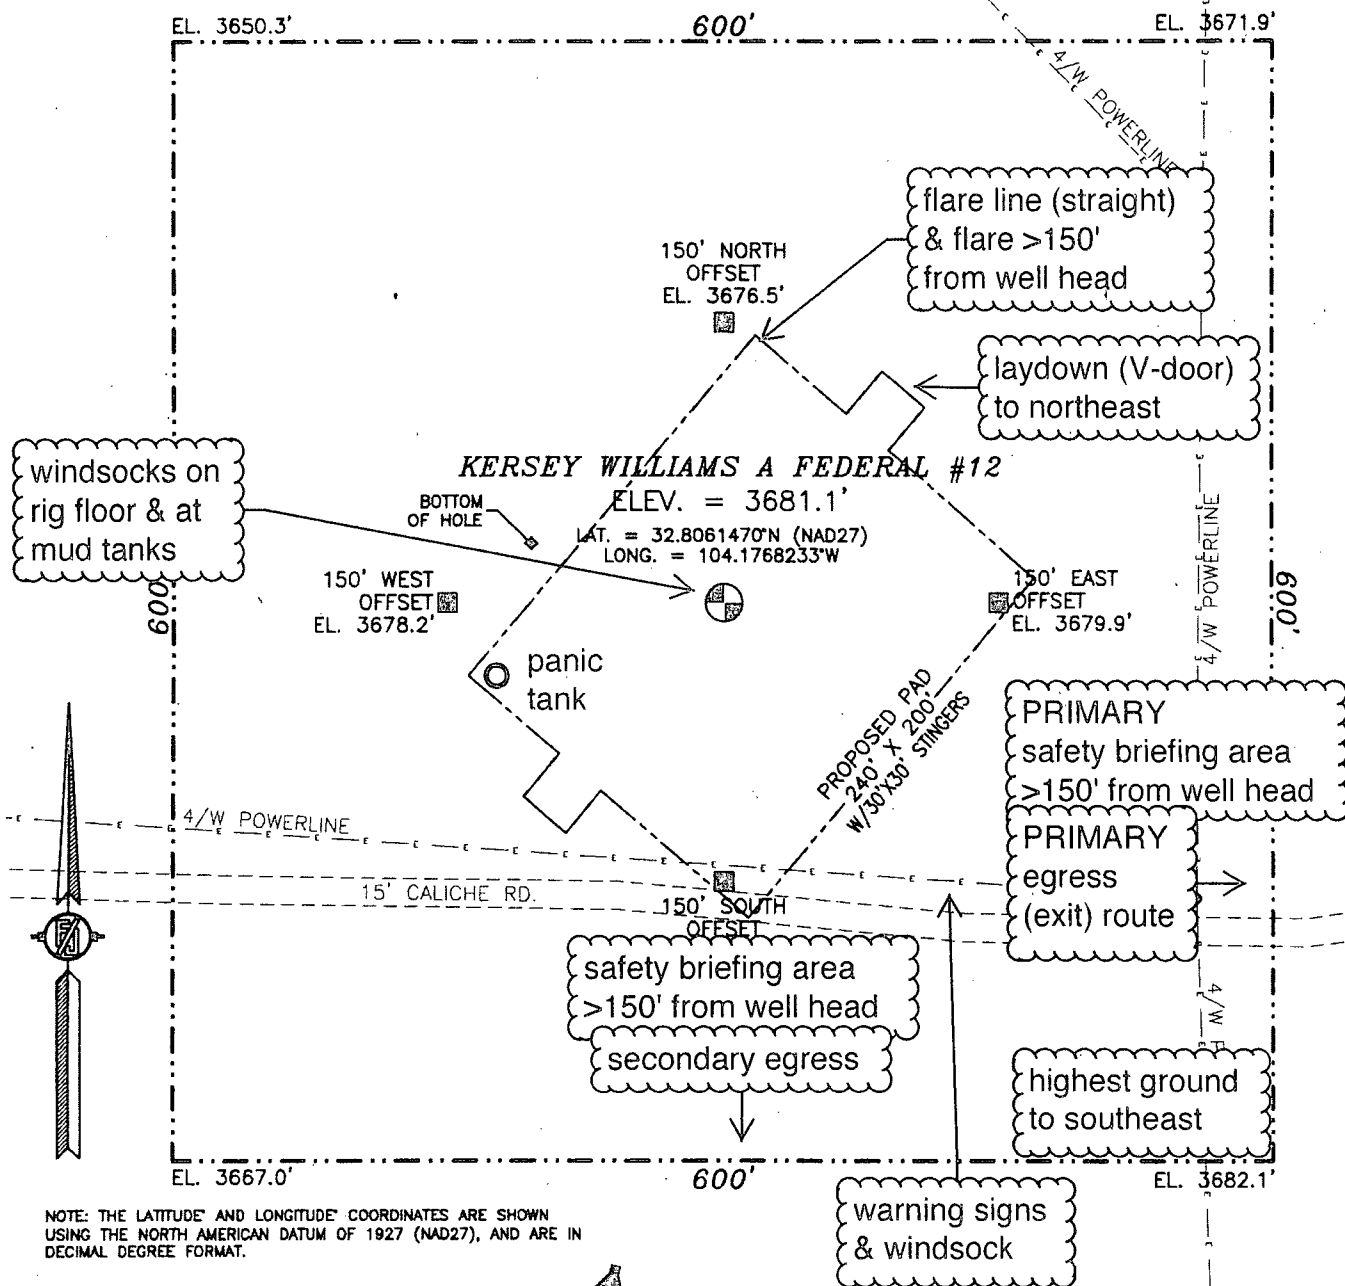 EL. 3650.3'
600'
EL. 3671.9'
4/W POWERLINE
flare line (straight)
& flare >150'
from well head
150' NORTH
OFFSET
EL. 3676.5'
laydown (V-door)
to northeast
windsocks on
rig floor & at
mud tanks
KERSEY WILLIAMS A FEDERAL #12
ELEV. = 3681.1'
LAT. = 32.8061470°N (NAD27)
LONG. = 104.1768233°W
BOTTOM
OF HOLE
4/W POWERLINE
150' WEST
OFFSET
EL. 3678.2'
600'
150' EAST
OFFSET
EL. 3679.9'
600'
panic
tank
PROPOSED PAD
240' X 200'
W/30'X30' STINGERS
PRIMARY
safety briefing area
>150' from well head
PRIMARY
egress
(exit) route
4/W POWERLINE
15' CALICHE RD.
150' SOUTH
OFFSET
safety briefing area
>150' from well head
secondary egress
4/W
highest ground
to southeast
EL. 3667.0'
600'
EL. 3682.1'
warning signs
& windsock
NOTE: THE LATITUDE AND LONGITUDE COORDINATES ARE SHOWN
USING THE NORTH AMERICAN DATUM OF 1927 (NAD27), AND ARE IN
DECIMAL DEGREE FORMAT.